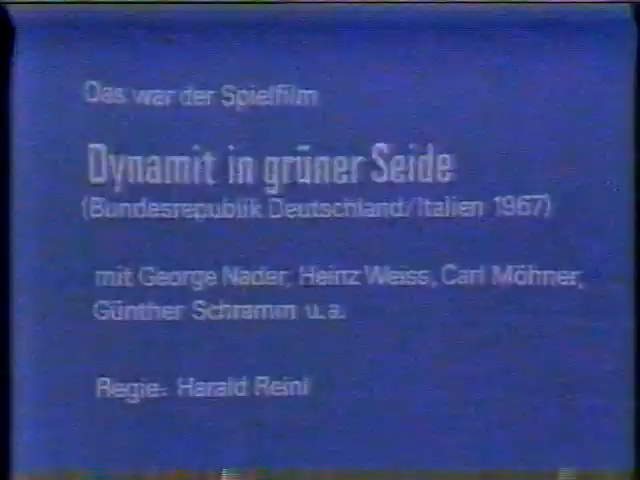 Das war der Spielfilm
Dynamit in grüner Seide
(Bundesrepublik Deutschland/Italien 1967)
mit George Nader, Heinz Weiss, Carl Möhner,
Günther Schramm u.a.
Regie: Harald Reinl